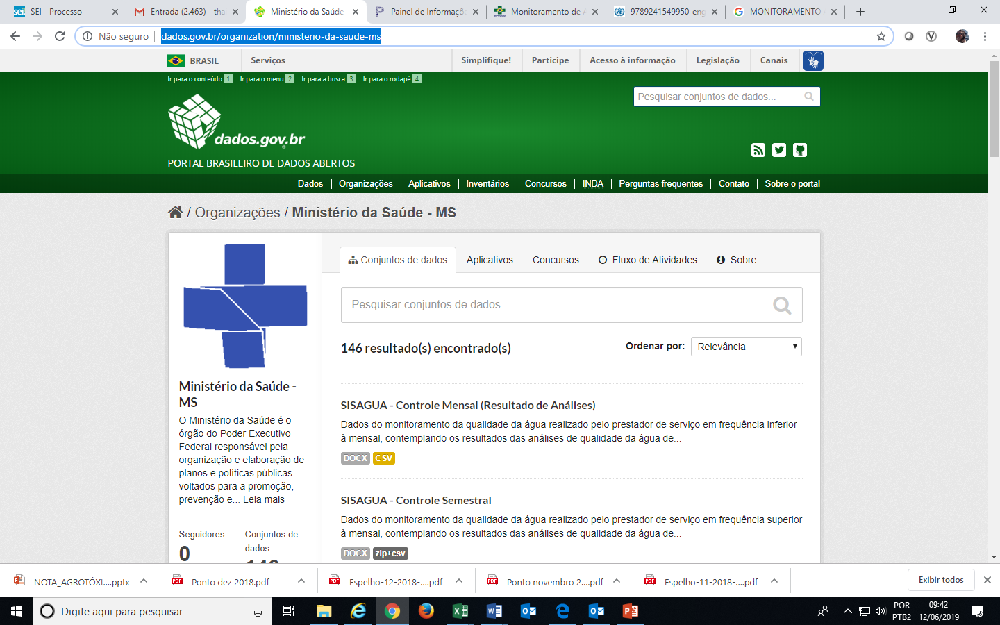 SEI - Processo
Entrada (2.463) - tha
Ministério da Saúde
Painel de Informaçõe
Monitoramento de A
9789241549950-eng
MONITORAMENTO A
Não seguro
dados.gov.br/organization/ministerio-da-saude-ms
BRASIL
Serviços
Simplifique!
Participe
Acesso à informação
Legislação
Canais
Ir para o conteúdo 1
Ir para o menu 2
Ir para a busca 3
Ir para o rodapé 4
Pesquisar conjuntos de dados...
dados.gov.br
PORTAL BRASILEIRO DE DADOS ABERTOS
Dados
Organizações
Aplicativos
Inventários
Concursos
INDA
Perguntas frequentes
Contato
Sobre o portal
/ Organizações / Ministério da Saúde - MS
Conjuntos de dados
Aplicativos
Concursos
Fluxo de Atividades
Sobre
Pesquisar conjuntos de dados...
146 resultado(s) encontrado(s)
Ordenar por:
Relevância
Ministério da Saúde -
MS
O Ministério da Saúde é o
órgão do Poder Executivo
Federal responsável pela
organização e elaboração de
planos e políticas públicas
voltados para a promoção,
prevenção e... Leia mais
Seguidores
0
Conjuntos de
dados
146
SISAGUA - Controle Mensal (Resultado de Análises)
Dados do monitoramento da qualidade da água realizado pelo prestador de serviço em frequência inferior
à mensal, contemplando os resultados das análises de qualidade da água de...
DOCX CSV
SISAGUA - Controle Semestral
Dados do monitoramento da qualidade da água realizado pelo prestador de serviço em frequência superior
à mensal, contemplando os resultados das análises de qualidade da água de...
DOCX zip+csv
NOTA_AGROTÓXI....pptx
Ponto dez 2018.pdf
Espelho-12-2018-....pdf
Ponto novembro 2....pdf
Espelho-11-2018-....pdf
Exibir todos
Digite aqui para pesquisar
POR
PTB2
09:42
12/06/2019